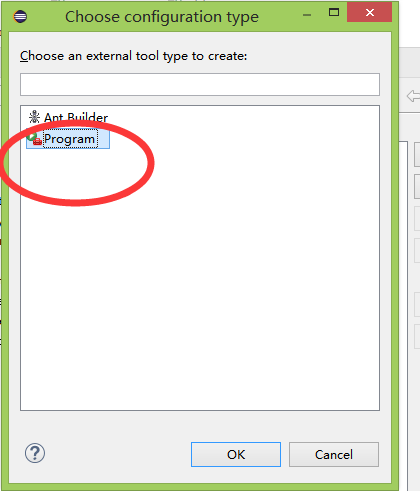 Choose configuration type
Choose an external tool type to create:
Ant Builder
Program
OK
Cancel